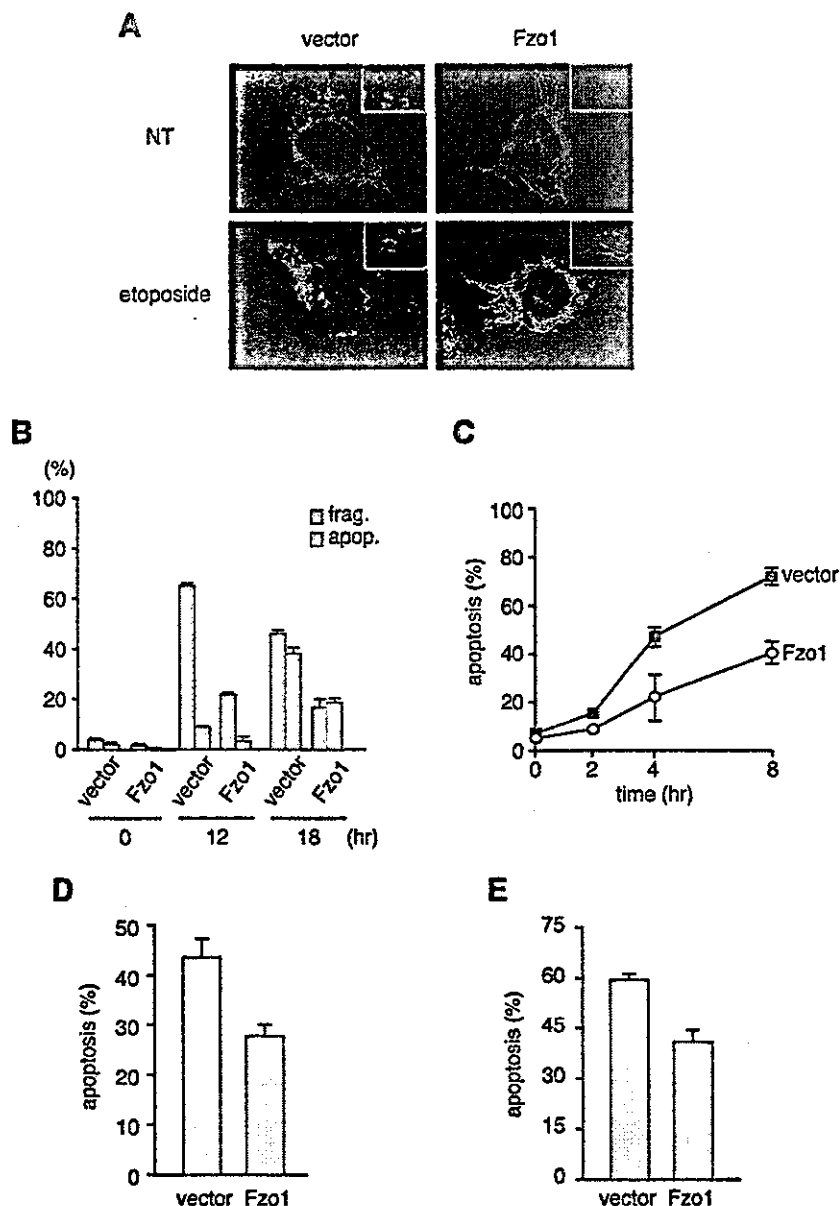 A
vector
Fzo1
NT
etoposide
B
(%)
100
80
60
40
20
0
frag.
apop.
vector
Fzo1
vector
Fzo1
vector
Fzo1
0
12
18
(hr)
C
apoptosis (%)
100
80
60
40
20
0
vector
Fzo1
0
2
4
8
time (hr)
D
apoptosis (%)
50
40
30
20
10
0
vector Fzo1
E
apoptosis (%)
75
60
45
30
15
0
vector Fzo1